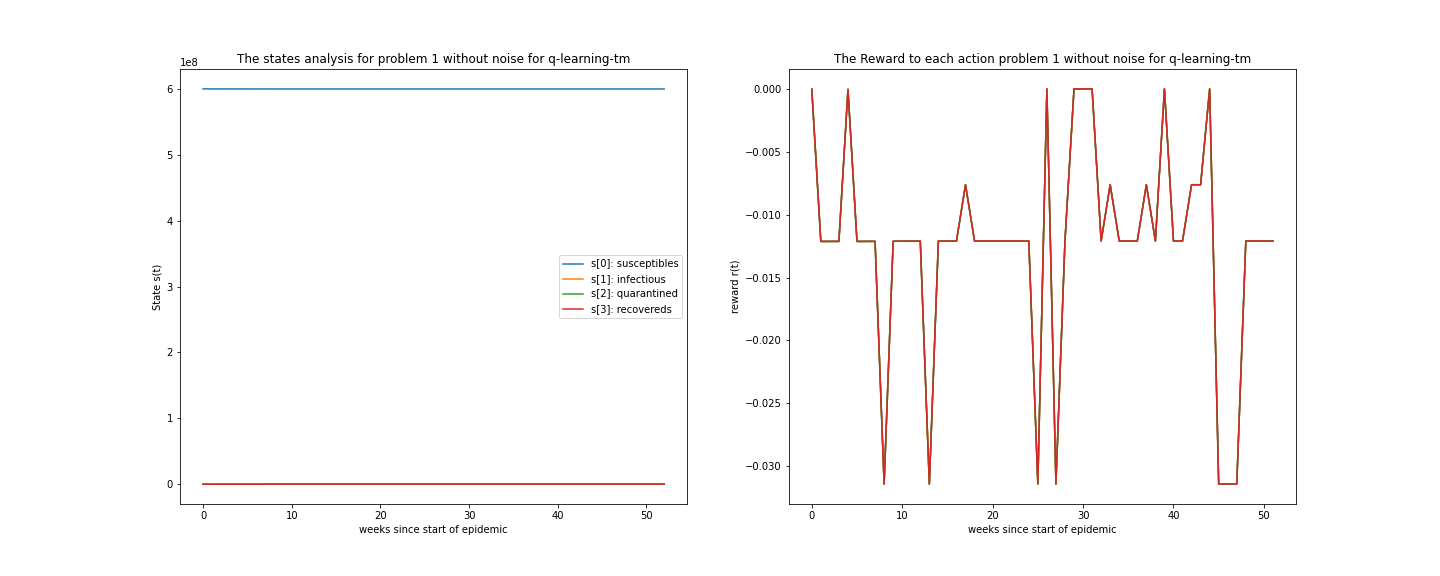 The states analysis for problem 1 without noise for q-learning-tm
1e8
6
5
4
3
2
1
0
State s(t)
s[0]: susceptibles
s[1]: infectious
s[2]: quarantined
s[3]: recovereds
0 10 20 30 40 50
weeks since start of epidemic
The Reward to each action problem 1 without noise for q-learning-tm
0.000
−0.005
−0.010
−0.015
−0.020
−0.025
−0.030
reward r(t)
0 10 20 30 40 50
weeks since start of epidemic